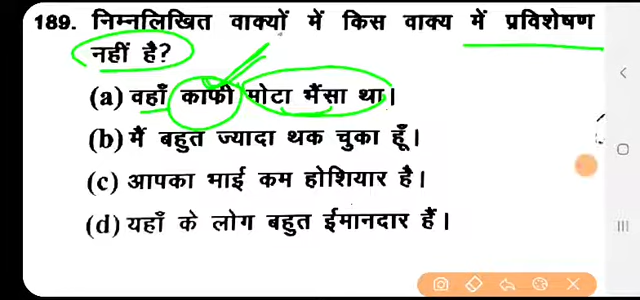 189. निम्नलिखित वाक्यों में किस वाक्य में प्रविशेषण
नहीं है?
(a) वहाँ काफी मोटा भैंसा था।
(b) मैं बहुत ज्यादा थक चुका हूँ।
(c) आपका भाई कम होशियार है।
(d) यहाँ के लोग बहुत ईमानदार हैं।